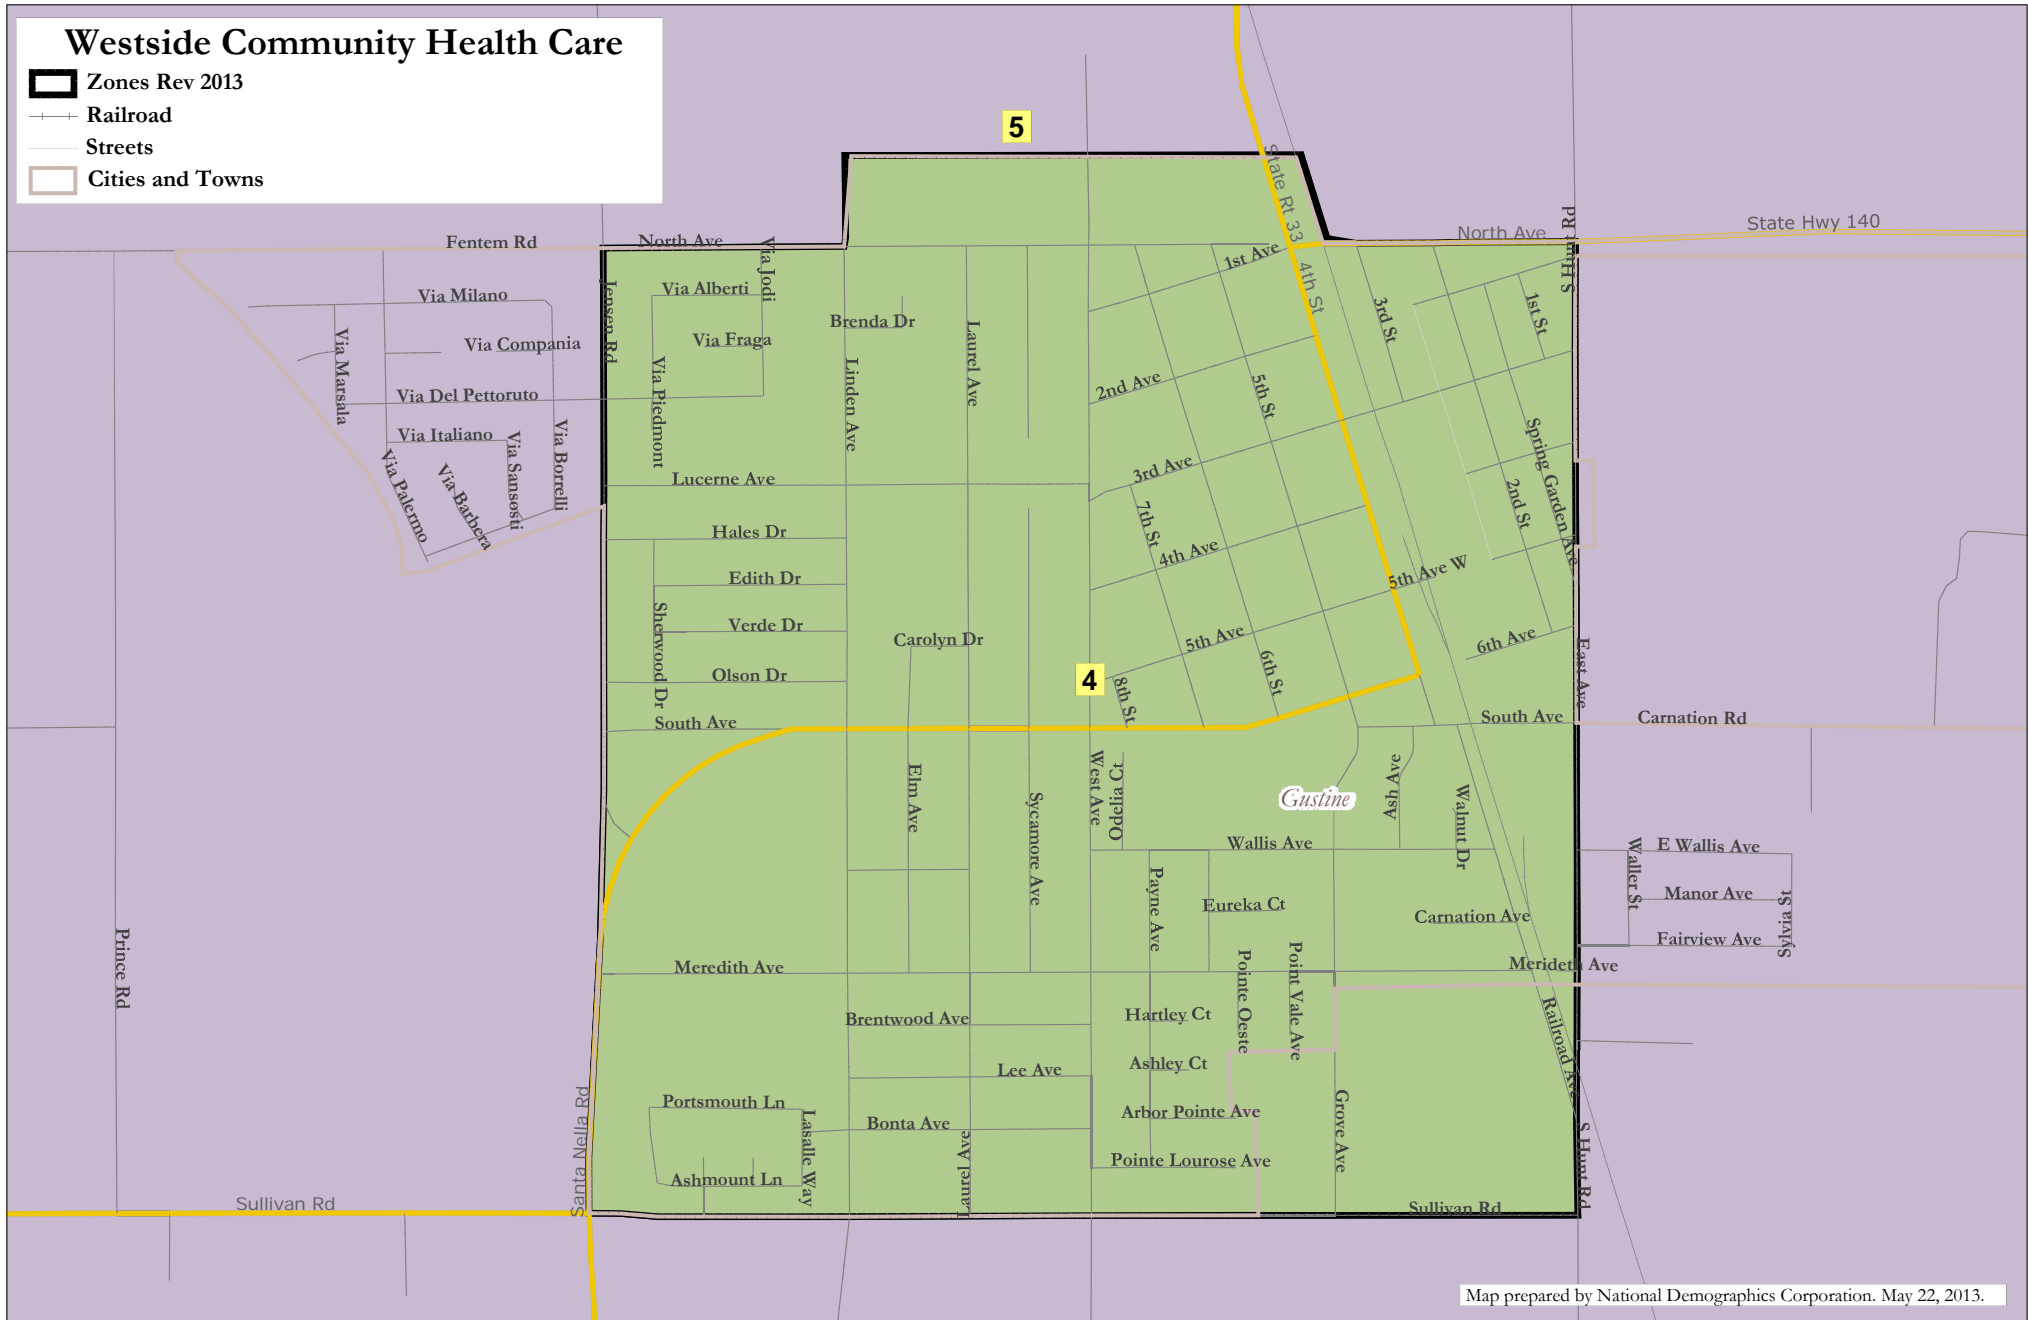 Westside Community Health Care
Zones Rev 2013
Railroad
Streets
Cities and Towns
5
State Rt 33
S Hunt Rd
State Hwy 140
North Ave
Fentem Rd
North Ave
Via Jodi
1st Ave
4th St
Via Milano
Jensen Rd
Via Alberti
Brenda Dr
3rd St
1st St
Via Marsala
Via Compania
Via Fraga
Laurel Ave
Via Piedmont
Linden Ave
2nd Ave
5th St
Via Del Pettoruto
Via Italiano
Via Sansosti
Via Borrelli
Via Palermo
Via Barbera
Lucerne Ave
3rd Ave
7th St
2nd St
Spring Garden Ave
Hales Dr
4th Ave
5th Ave W
Edith Dr
Sherwood Dr
Verde Dr
Carolyn Dr
5th Ave
6th Ave
East Ave
Olson Dr
4
8th St
6th St
South Ave
South Ave
Carnation Rd
Elm Ave
Sycamore Ave
West Ave
Odelia Ct
Gustine
Ash Ave
Walnut Dr
Wallis Ave
Waller St
E Wallis Ave
Payne Ave
Eureka Ct
Carnation Ave
Manor Ave
Sylvia St
Fairview Ave
Prince Rd
Meredith Ave
Pointe Oeste
Point Vale Ave
Merideth Ave
Brentwood Ave
Hartley Ct
Railroad Ave
Lee Ave
Ashley Ct
Santa Nella Rd
Portsmouth Ln
Lasalle Way
Bonta Ave
Laurel Ave
Arbor Pointe Ave
Grove Ave
Pointe Lourose Ave
S Hunt Rd
Ashmount Ln
Sullivan Rd
Sullivan Rd
Map prepared by National Demographics Corporation. May 22, 2013.